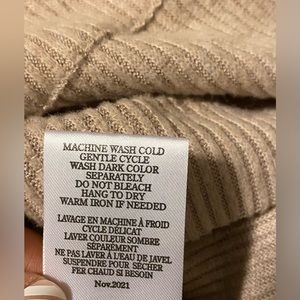 MACHINE WASH COLD
GENTLE CYCLE
WASH DARK COLOR
SEPARATELY
DO NOT BLEACH
HANG TO DRY
WARM IRON IF NEEDED
LAVAGE EN MACHINE À FROID
CYCLE DÉLICAT
LAVER COULEUR SOMBRE
SÉPARÉMENT
NE PAS LAVER À L'EAU DE JAVEL
SUSPENDRE POUR SÉCHER
FER CHAUD SI BESOIN
Nov.2021